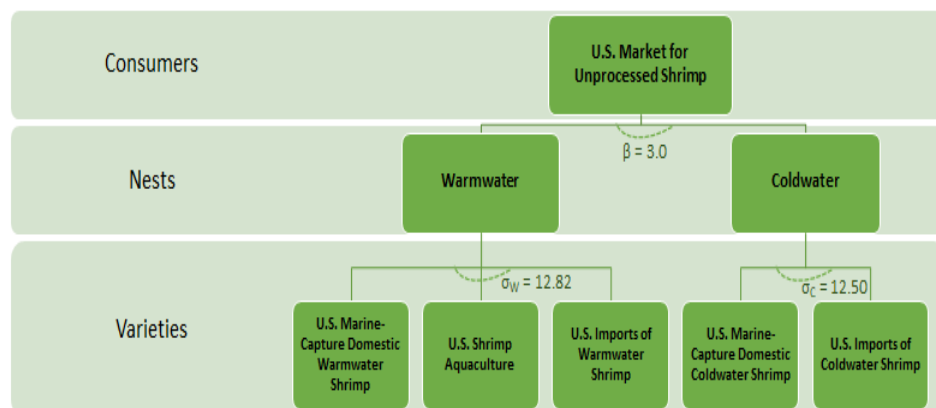 Consumers
U.S. Market for
Unprocessed Shrimp
β = 3.0
Nests
Warmwater
Coldwater
σW = 12.82
σC = 12.50
Varieties
U.S. Marine-
Capture Domestic
Warmwater
Shrimp
U.S. Shrimp
Aquaculture
U.S. Imports of
Warmwater
Shrimp
U.S. Marine-
Capture Domestic
Coldwater Shrimp
U.S. Imports of
Coldwater Shrimp